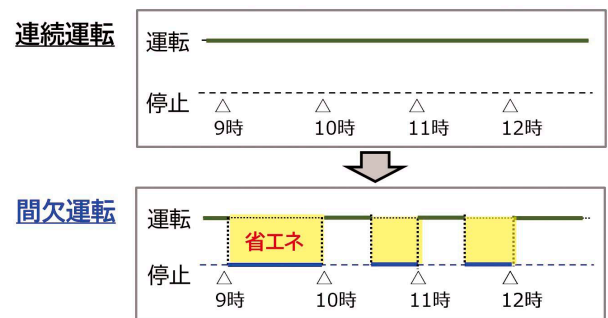 連続運転
運転
停止
△ △ △ △
9時 10時 11時 12時
間欠運転
運転
省エネ
停止
△ △ △ △
9時 10時 11時 12時